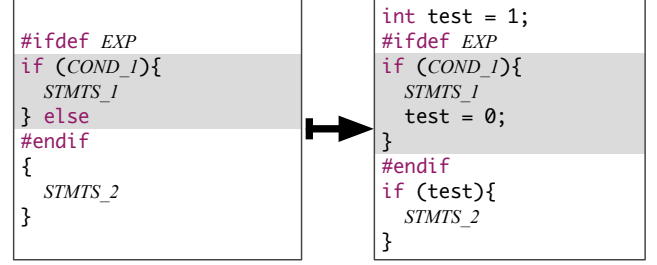 #ifdef EXP
if (COND_1){
  STMTS_1
} else
#endif
{
  STMTS_2
}
int test = 1;
#ifdef EXP
if (COND_1){
  STMTS_1
  test = 0;
}
#endif
if (test){
  STMTS_2
}